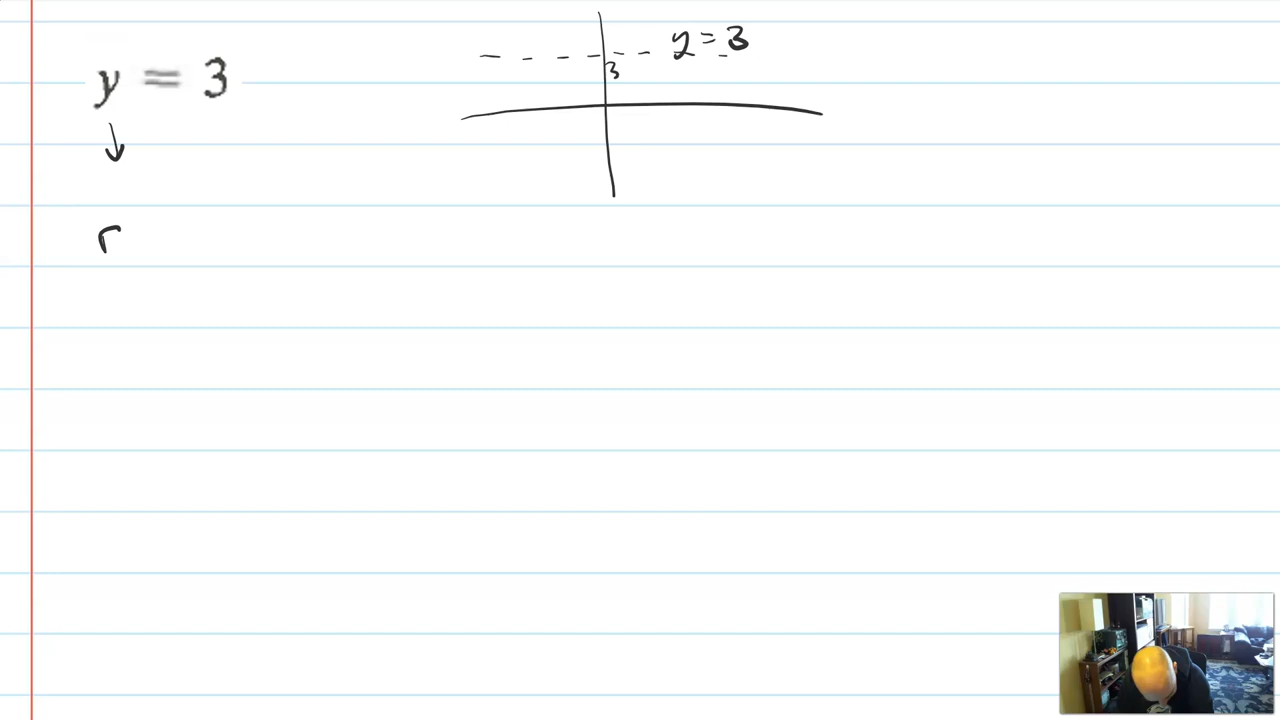 y = 3
y = 3
3
r